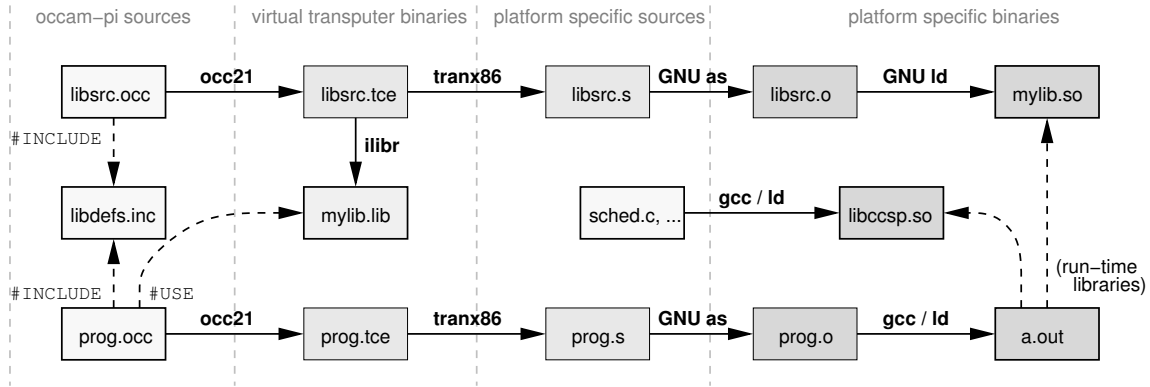 occam−pi sources
virtual transputer binaries
platform specific sources
platform specific binaries
libsrc.occ
occ21
libsrc.tce
tranx86
libsrc.s
GNU as
libsrc.o
GNU ld
mylib.so
#INCLUDE
ilibr
libdefs.inc
mylib.lib
sched.c, ...
gcc / ld
libccsp.so
(run−time
libraries)
#INCLUDE
#USE
prog.occ
occ21
prog.tce
tranx86
prog.s
GNU as
prog.o
gcc / ld
a.out